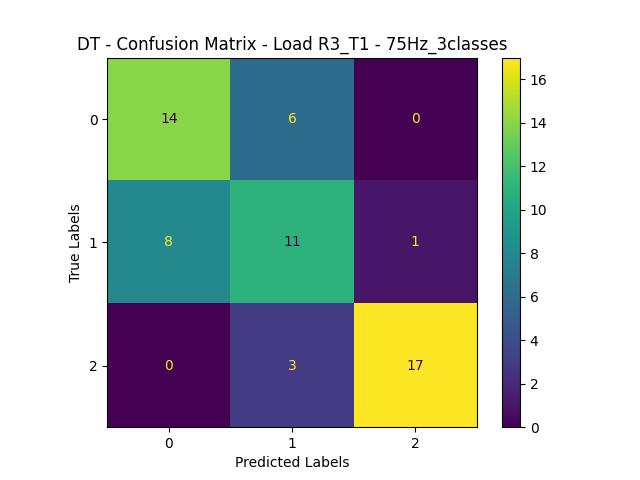 DT - Confusion Matrix - Load R3_T1 - 75Hz_3classes
True Labels
0 14 6 0
1 8 11 1
2 0 3 17
0 1 2
Predicted Labels
16
14
12
10
8
6
4
2
0